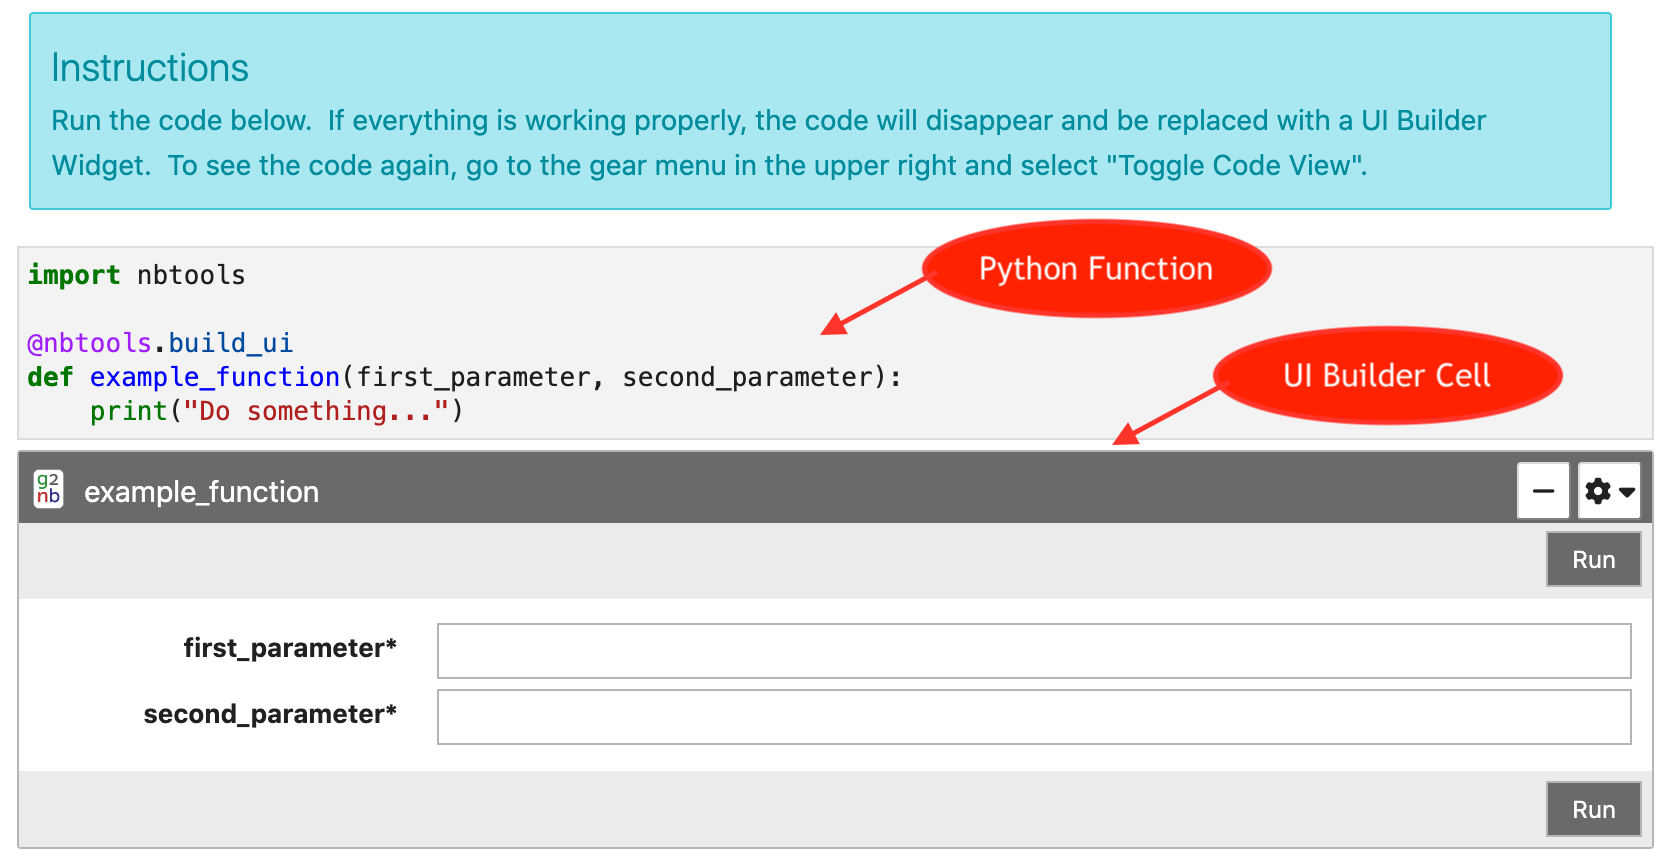 Instructions
Run the code below.  If everything is working properly, the code will disappear and be replaced with a UI Builder
Widget.  To see the code again, go to the gear menu in the upper right and select "Toggle Code View".
Python Function
import nbtools
@nbtools.build_ui
def example_function(first_parameter, second_parameter):
    print("Do something...")
UI Builder Cell
g2
nb
example_function
Run
first_parameter*
second_parameter*
Run